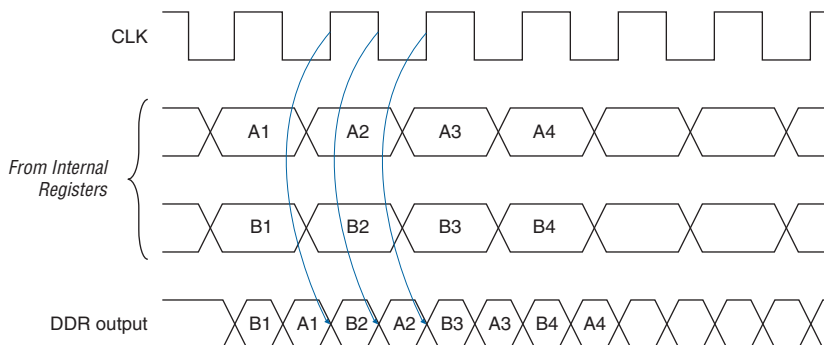 CLK
A1 A2 A3 A4
From Internal
Registers
B1 B2 B3 B4
DDR output
B1 A1 B2 A2 B3 A3 B4 A4